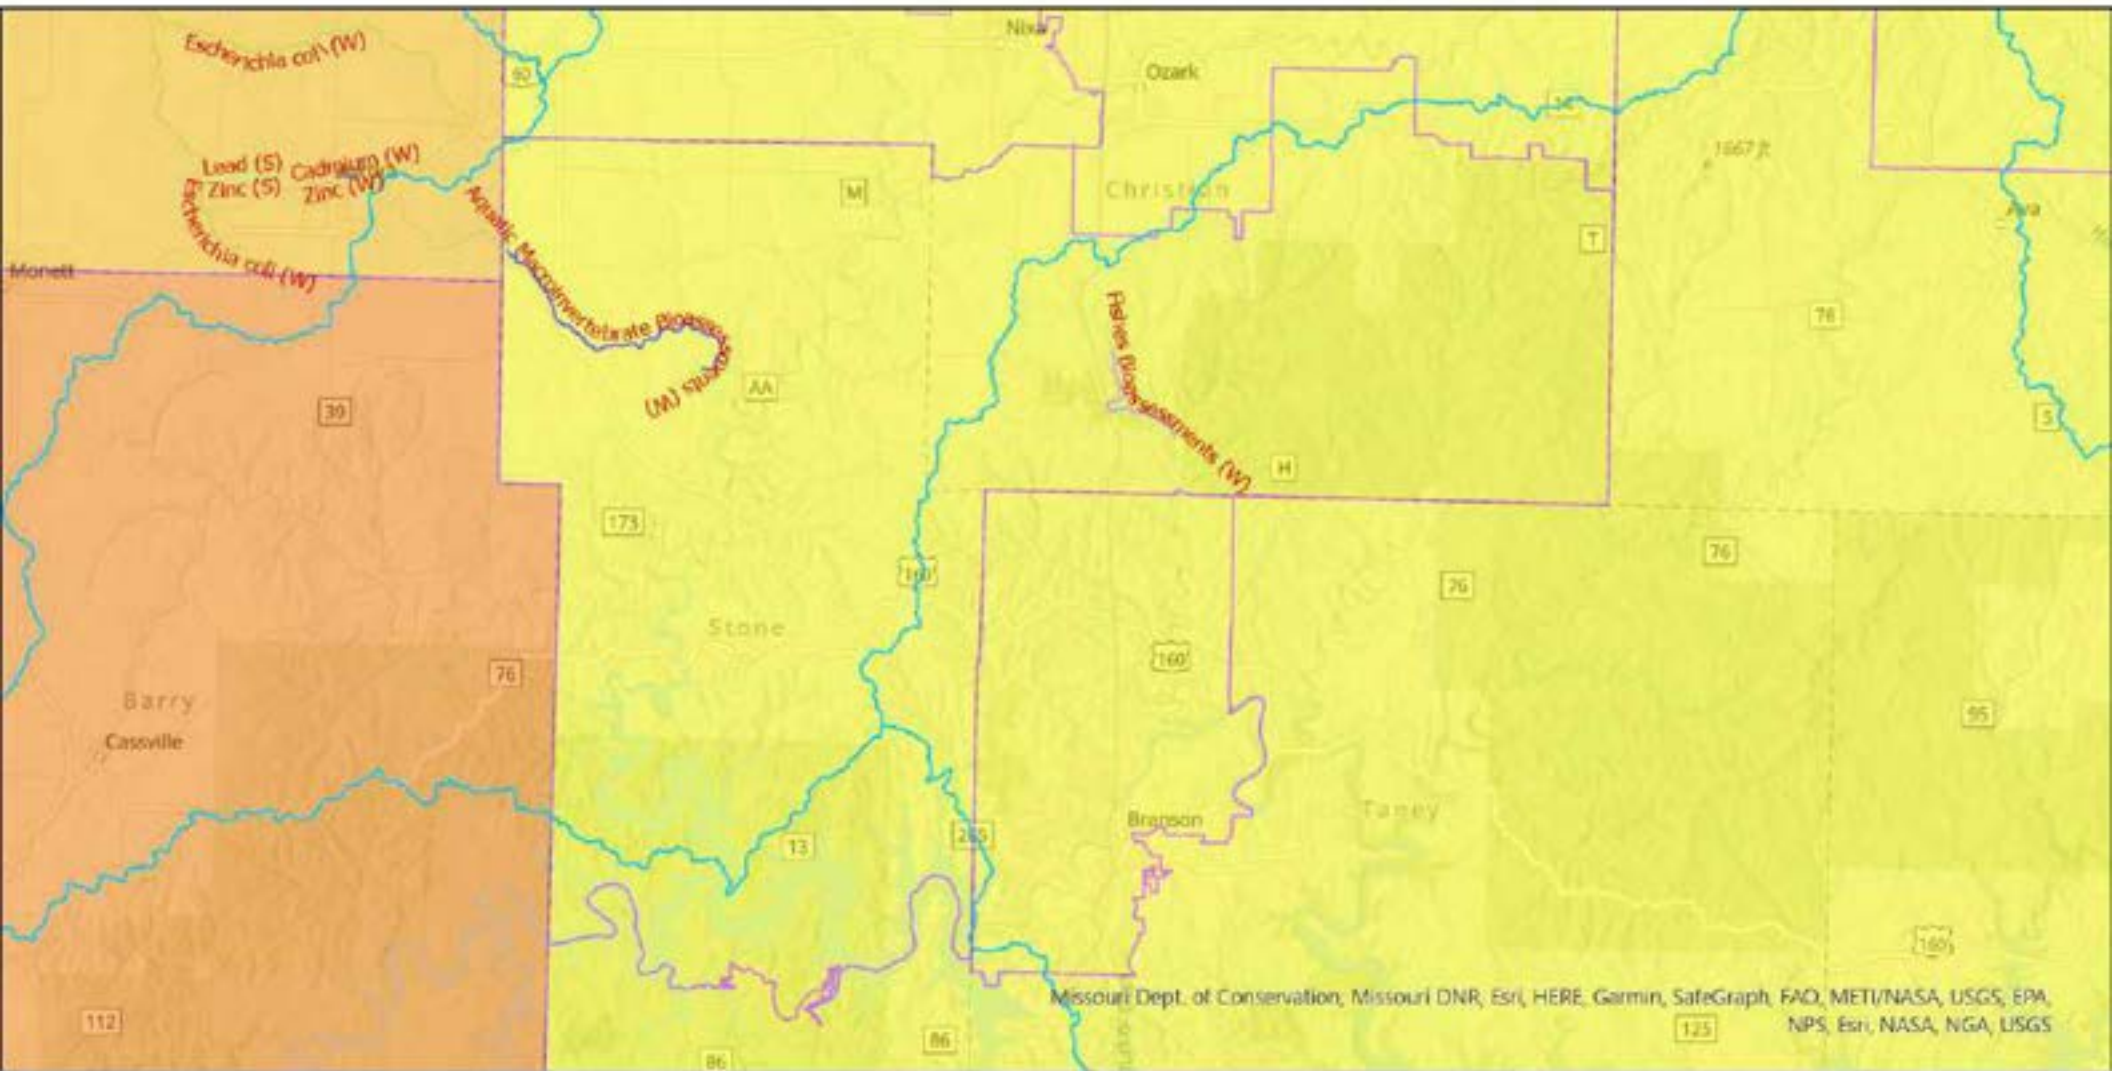 Nixa
Escherichia coli (W)
60
Ozark
14
1667 ft
Lead (S) Cadmium (W)
Zinc (S) Zinc (W)
M
Christian
Ava
Escherichia coli (W)
Aquatic Macroinvertebrate Bioassessments (W)
T
Monett
Fishes Bioassessments (W)
76
39
AA
5
H
173
76
160
76
Stone
160
76
Barry
95
Cassville
Taney
Branson
13
265
160
Missouri Dept. of Conservation, Missouri DNR, Esri, HERE, Garmin, SafeGraph, FAO, METI/NASA, USGS, EPA,
NPS, Esri, NASA, NGA, USGS
112
125
86
86